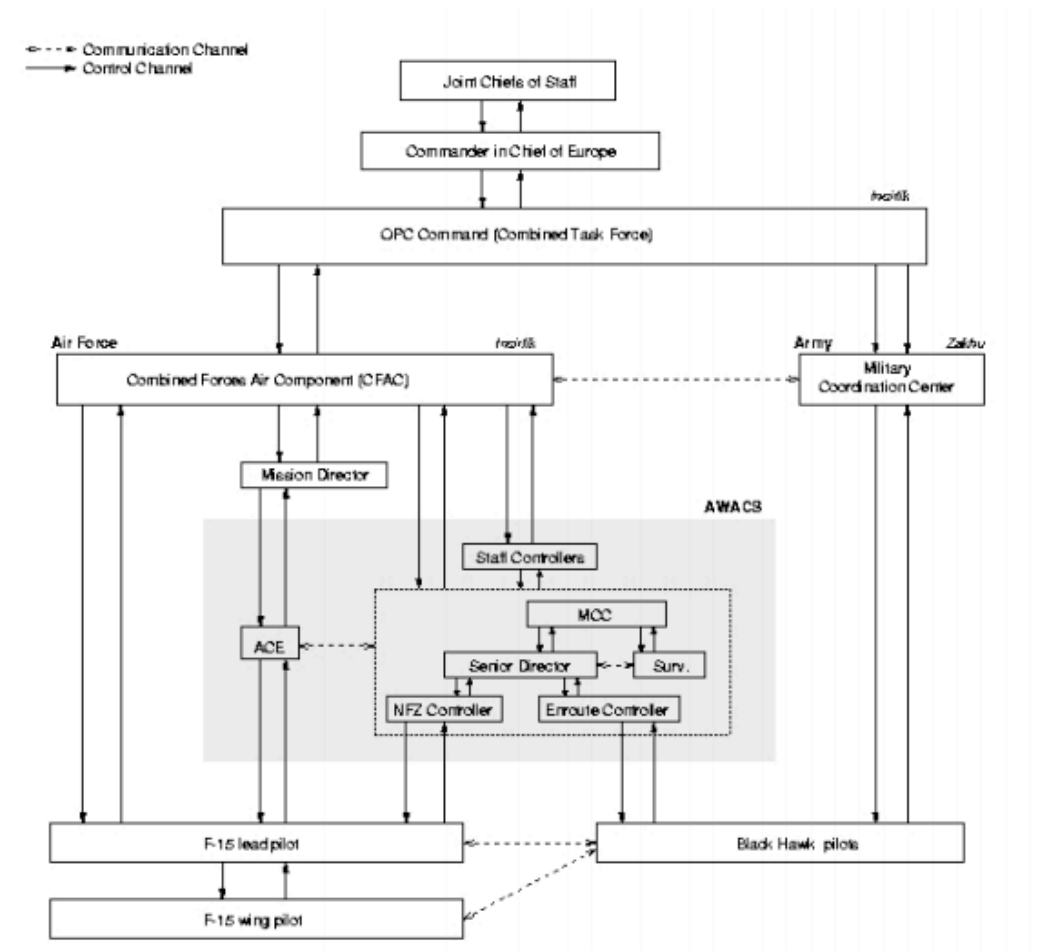 Communication Channel
Control Channel
Joint Chiefs of Staff
Commander in Chief of Europe
Incirlik
OPC Command (Combined Task Force)
Air Force
Incirlik
Army
Zakhu
Combined Forces Air Component (CFAC)
Military
Coordination Center
Mission Director
AWACS
Staff Controllers
MCC
ACE
Senior Director
Surv.
NFZ Controller
Enroute Controller
F-15 lead pilot
Black Hawk pilots
F-15 wing pilot